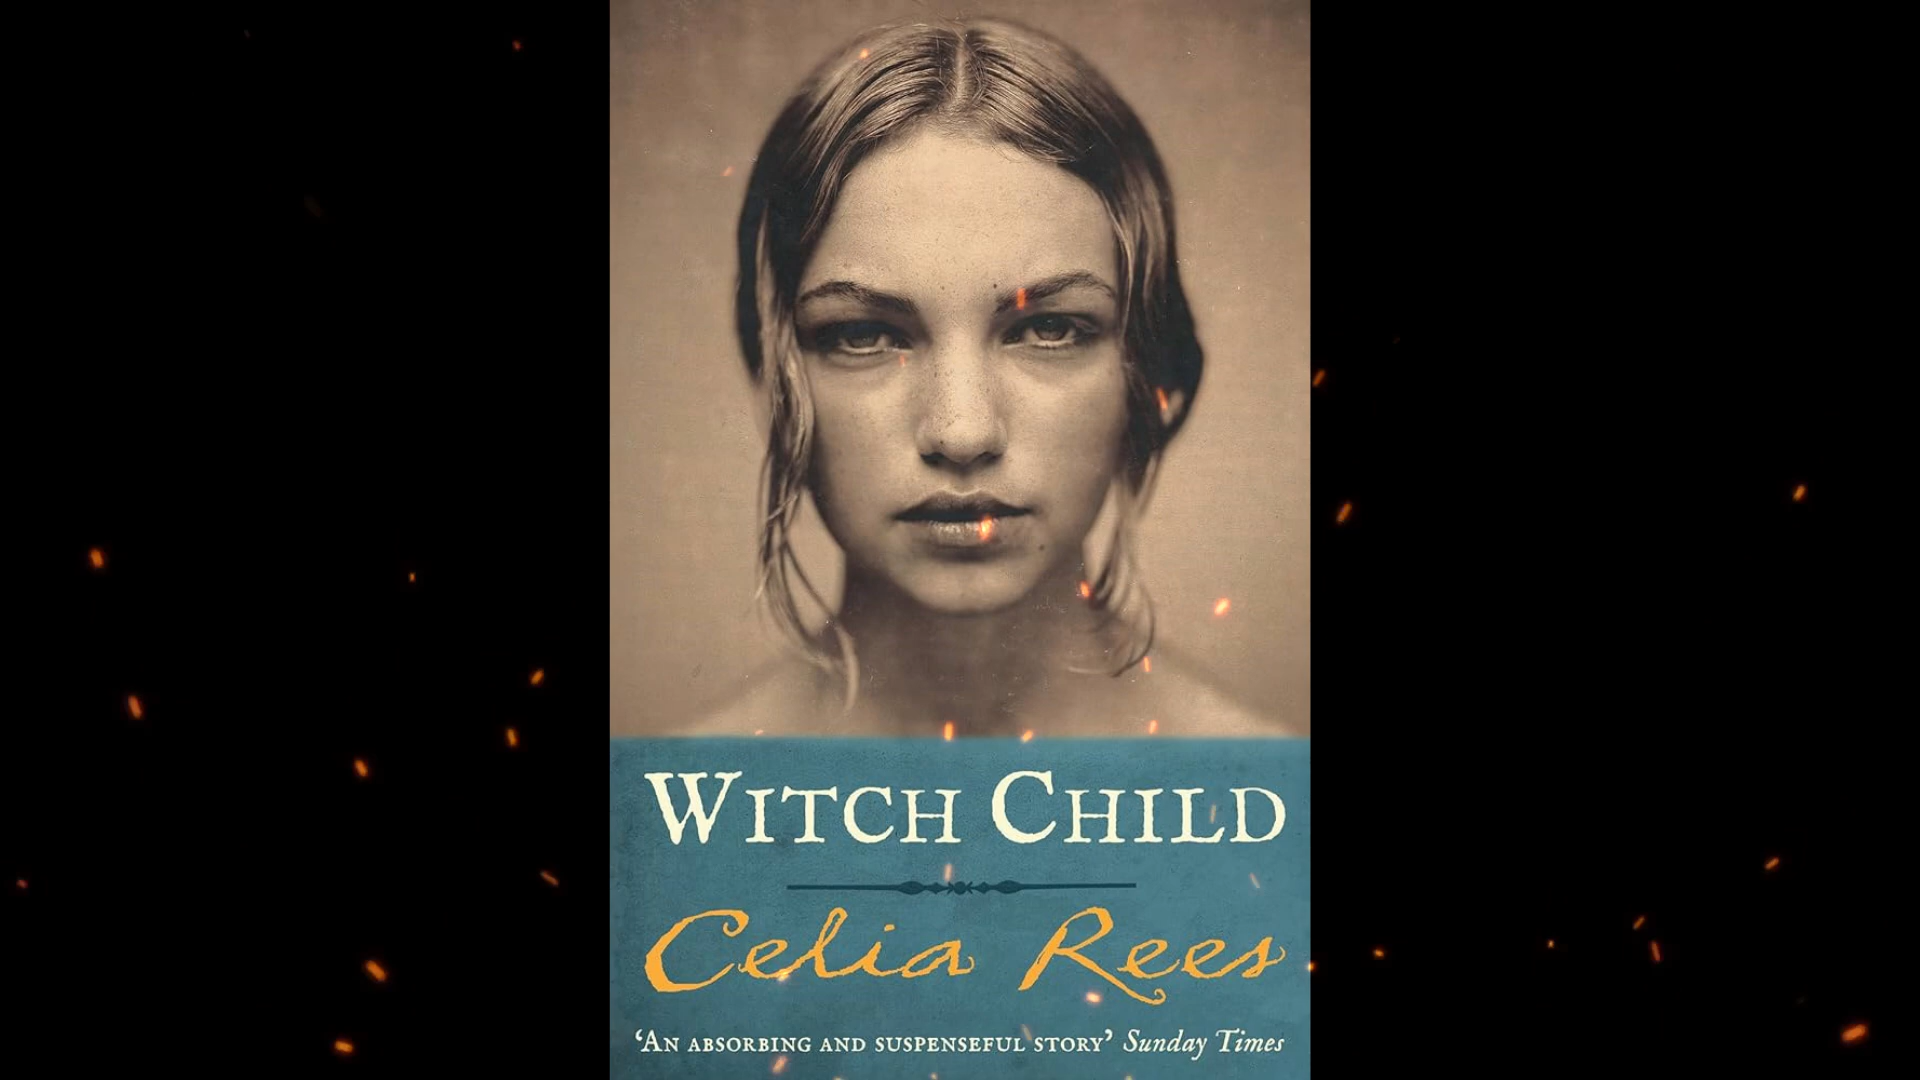 WITCH CHILD
Celia Rees
‘AN ABSORBING AND SUSPENSEFUL STORY’ Sunday Times